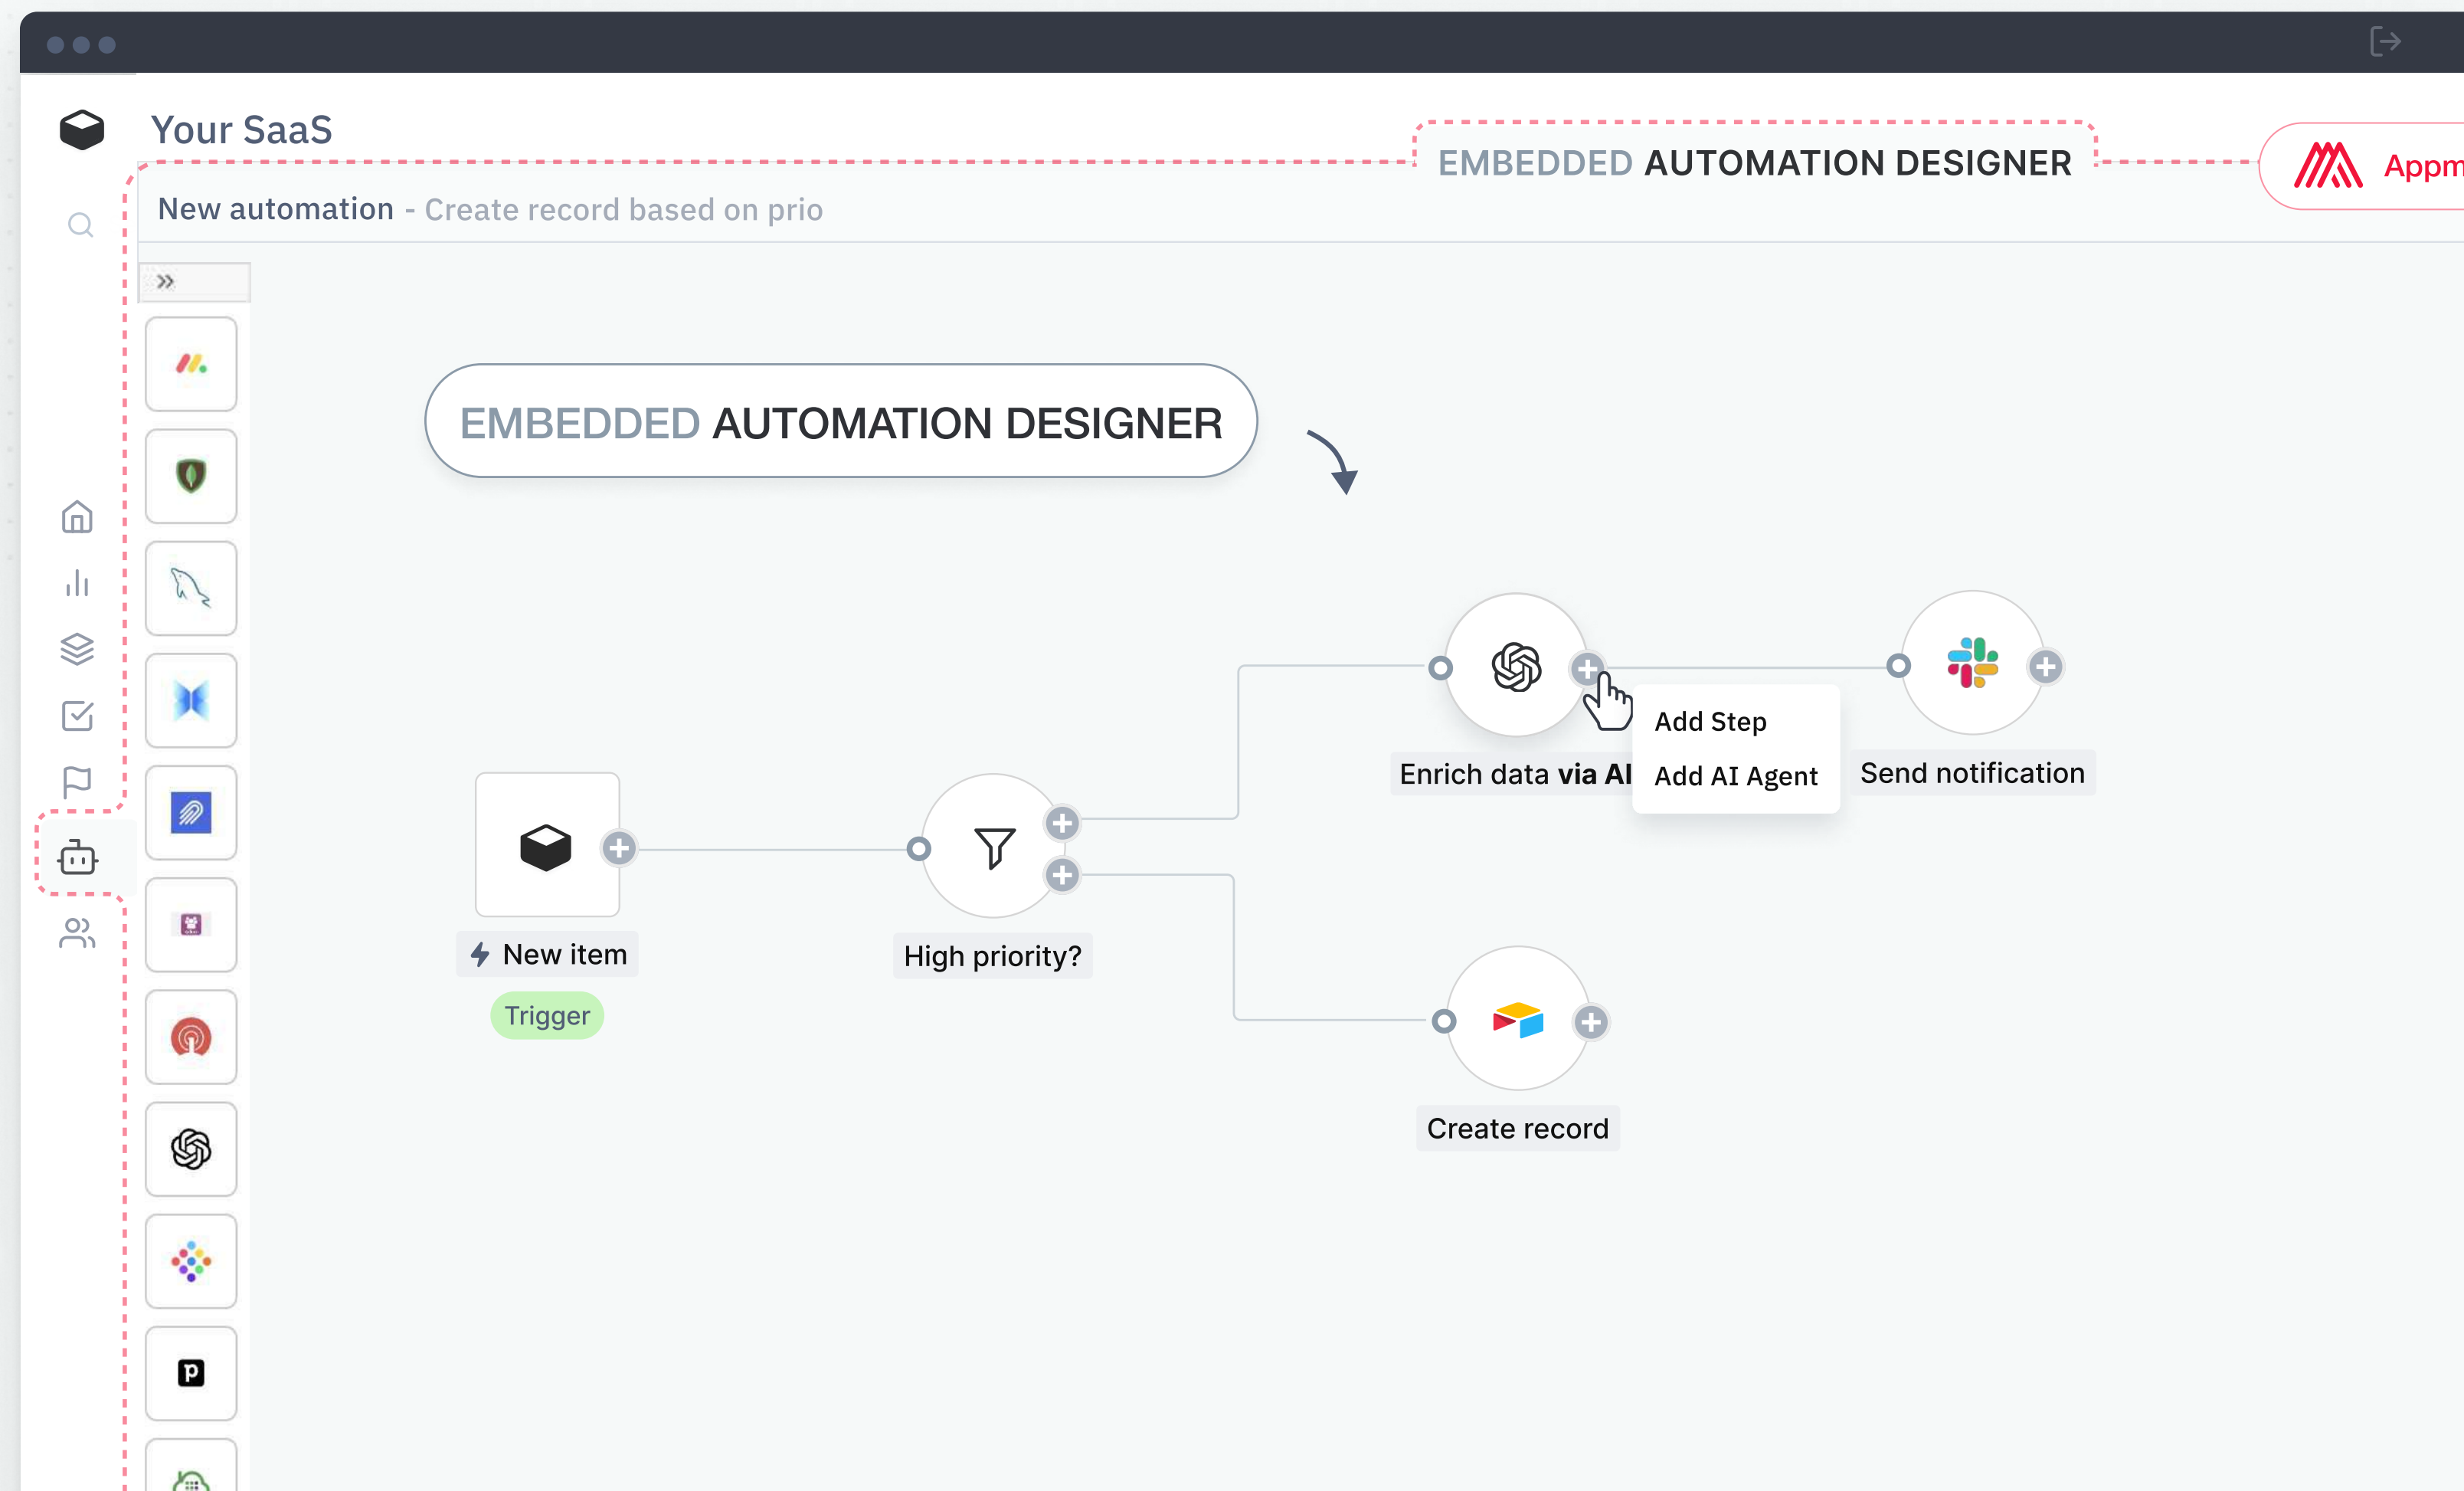 Your SaaS
EMBEDDED AUTOMATION DESIGNER
Appm
New automation - Create record based on prio
EMBEDDED AUTOMATION DESIGNER
Add Step
Enrich data via AI
Add AI Agent
Send notification
New item
High priority?
Trigger
Create record
p